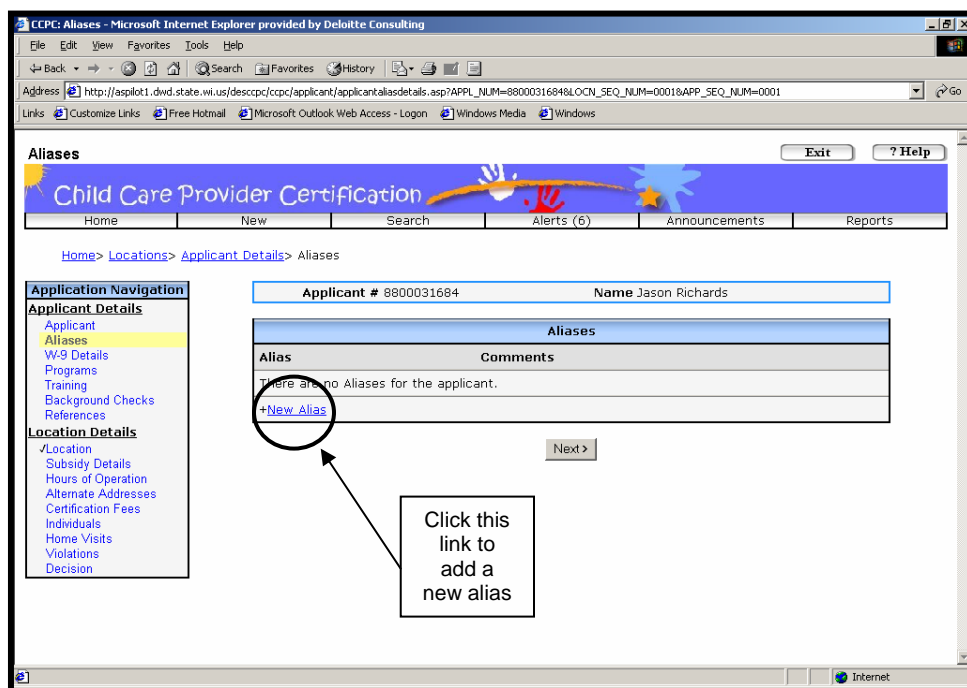 CCPC: Aliases - Microsoft Internet Explorer provided by Deloitte Consulting
File Edit View Favorites Tools Help
Back Search Favorites History
Address http://aspilot1.dwd.state.wi.us/desccpc/ccpc/applicant/applicantaliasdetails.asp?APPL_NUM=8800031684&LOCN_SEQ_NUM=0001&APP_SEQ_NUM=0001 Go
Links Customize Links Free Hotmail Microsoft Outlook Web Access - Logon Windows Media Windows
Aliases Exit ? Help
Child Care Provider Certification
Home New Search Alerts (6) Announcements Reports
Home> Locations> Applicant Details> Aliases
Application Navigation
Applicant Details
Applicant
Aliases
W-9 Details
Programs
Training
Background Checks
References
Location Details
✓Location
Subsidy Details
Hours of Operation
Alternate Addresses
Certification Fees
Individuals
Home Visits
Violations
Decision
Applicant # 8800031684 Name Jason Richards
Aliases
Alias Comments
There are no Aliases for the applicant.
+New Alias
Next >
Click this
link to
add a
new alias
Internet